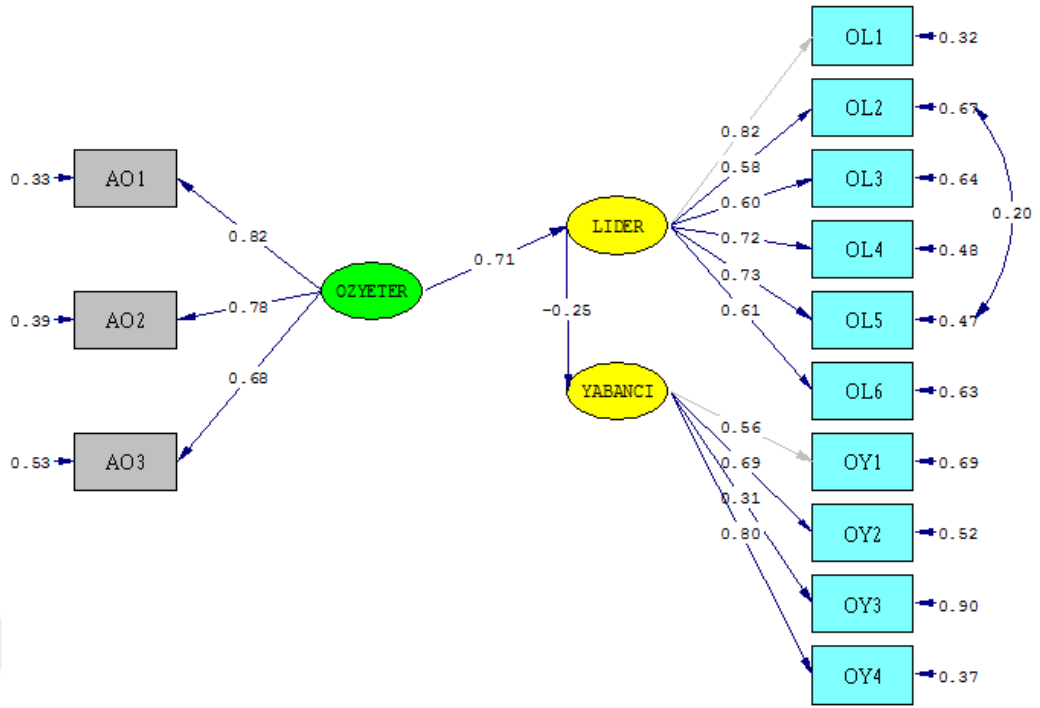 OL1
0.32
OL2
0.67
OL3
0.64
0.20
OL4
0.48
OL5
0.47
OL6
0.63
OY1
0.69
OY2
0.52
OY3
0.90
OY4
0.37
0.82
0.58
0.60
0.72
0.73
0.61
0.56
0.69
0.31
0.80
LIDER
-0.25
YABANCI
0.71
OZYETER
0.82
0.78
0.68
0.33
AO1
0.39
AO2
0.53
AO3